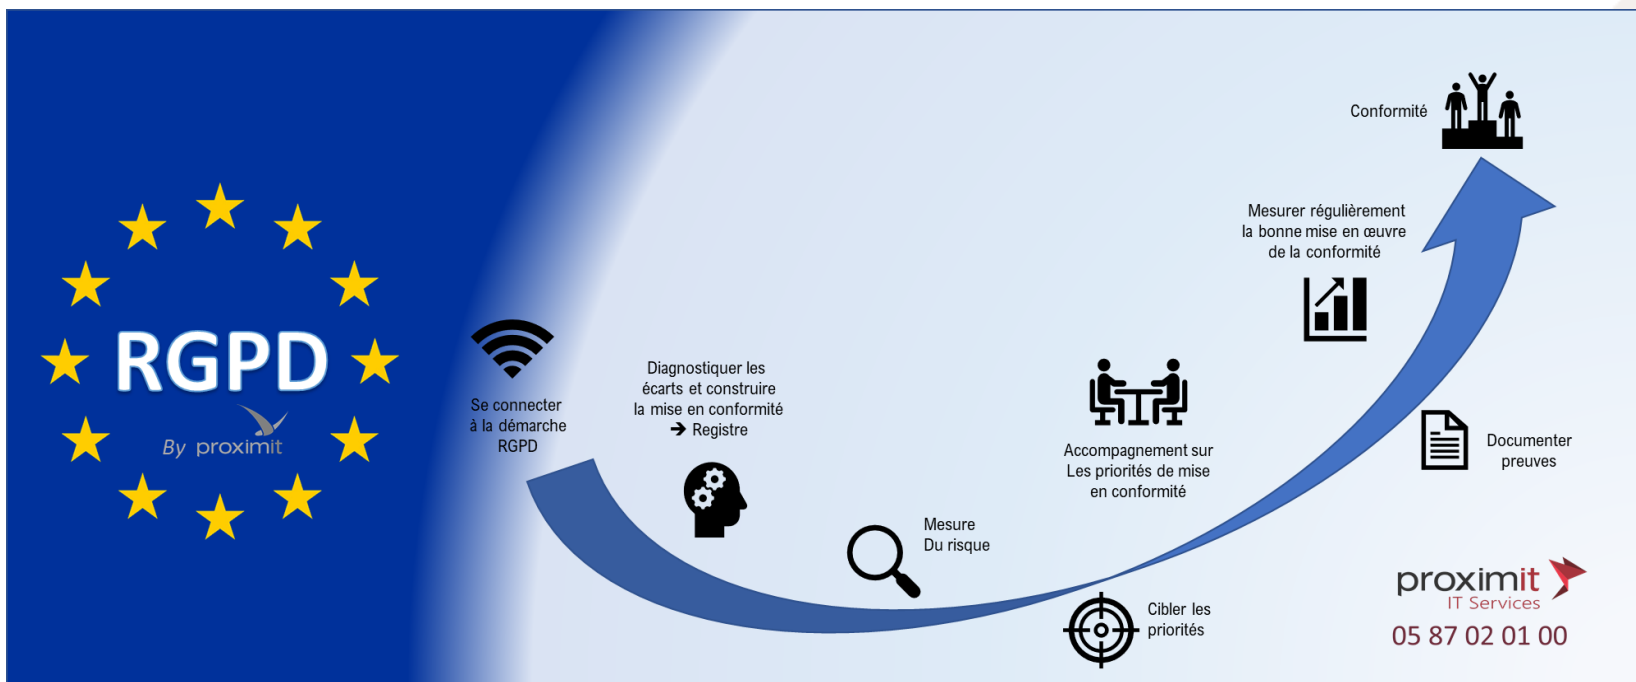 RGPD
By proximit
Se connecter
à la démarche
RGPD
Diagnostiquer les
écarts et construire
la mise en conformité
➔ Registre
Mesure
Du risque
Cibler les
priorités
Accompagnement sur
Les priorités de mise
en conformité
Documenter
preuves
Mesurer régulièrement
la bonne mise en œuvre
de la conformité
Conformité
proximit
IT Services
05 87 02 01 00